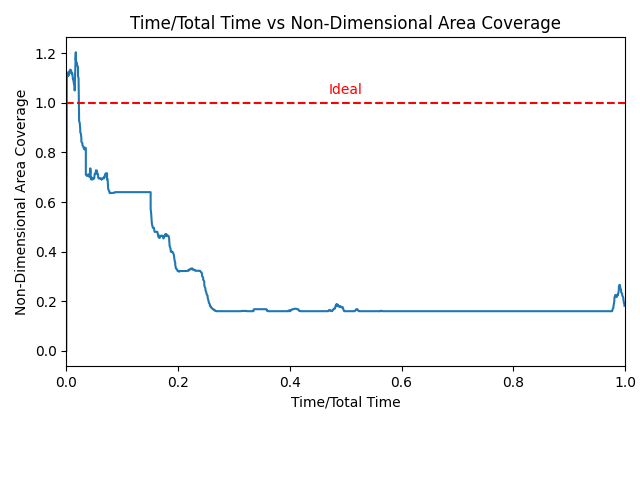 Time/Total Time vs Non-Dimensional Area Coverage
Non-Dimensional Area Coverage
1.2
1.0
0.8
0.6
0.4
0.2
0.0
Ideal
0.0 0.2 0.4 0.6 0.8 1.0
Time/Total Time